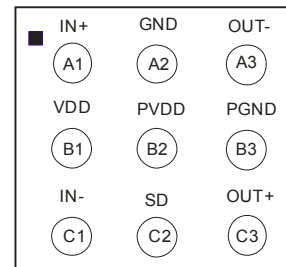 IN+ GND OUT-
A1 A2 A3
VDD PVDD PGND
B1 B2 B3
IN- SD OUT+
C1 C2 C3